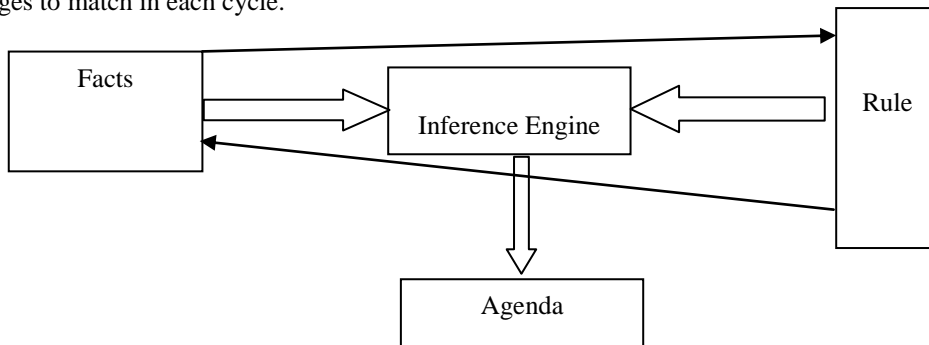 ges to match in each cycle.
Facts
Rule
Inference Engine
Agenda